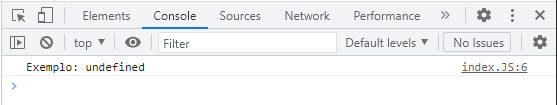 Elements Console Sources Network Performance »
top ▾ Filter Default levels ▾ No Issues
Exemplo: undefined index.JS:6
>